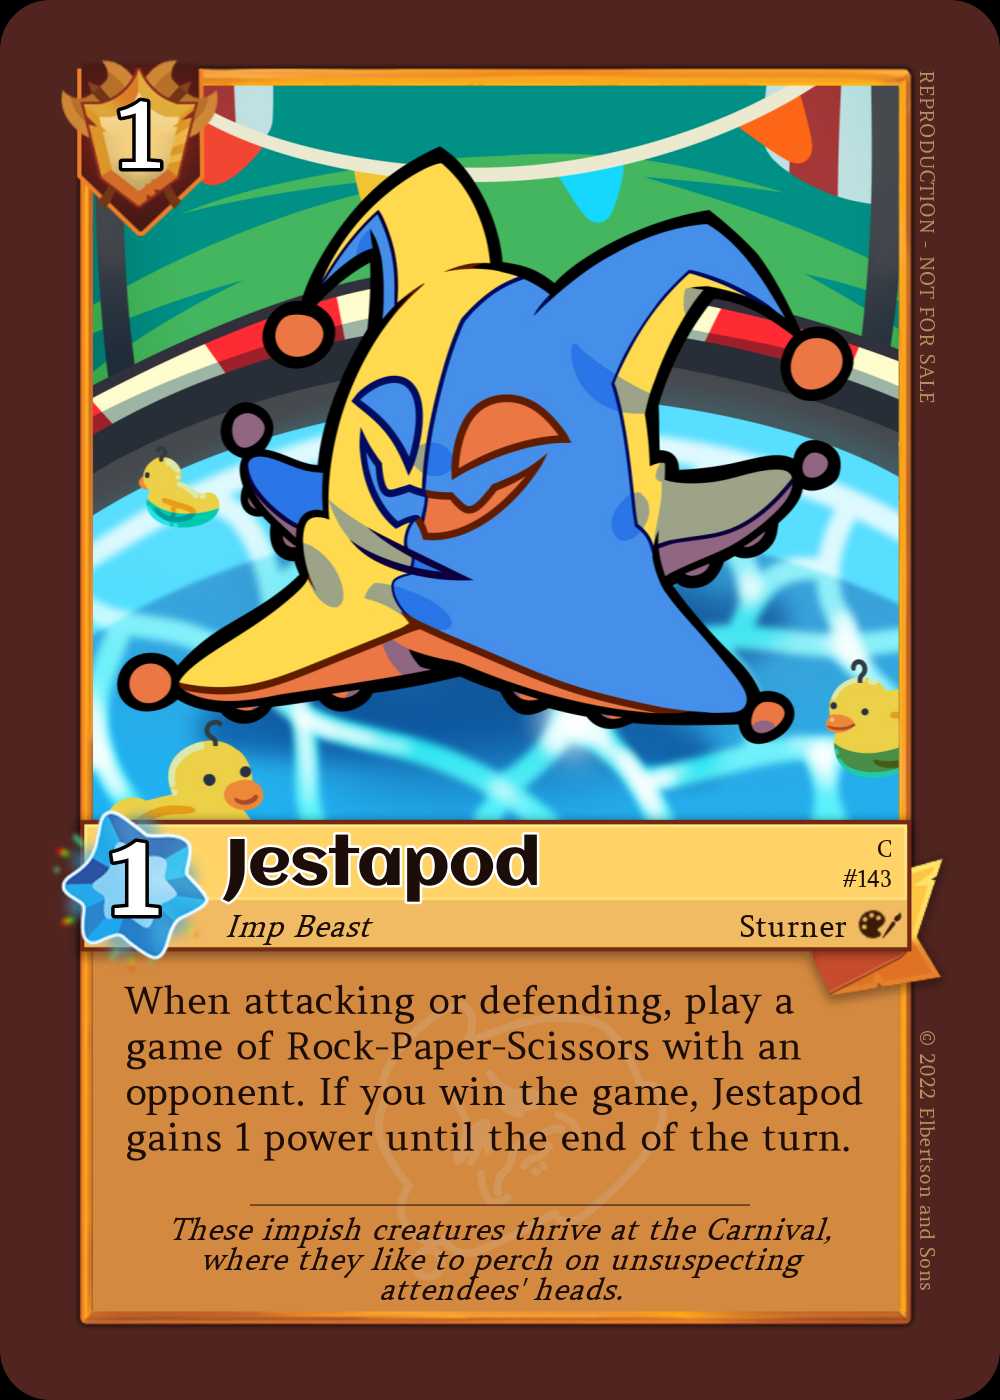 1
REPRODUCTION - NOT FOR SALE
1
Jestapod
C
#143
Imp Beast
Sturner
When attacking or defending, play a
game of Rock-Paper-Scissors with an
opponent. If you win the game, Jestapod
gains 1 power until the end of the turn.
These impish creatures thrive at the Carnival,
where they like to perch on unsuspecting
attendees' heads.
© 2022 Elbertson and Sons